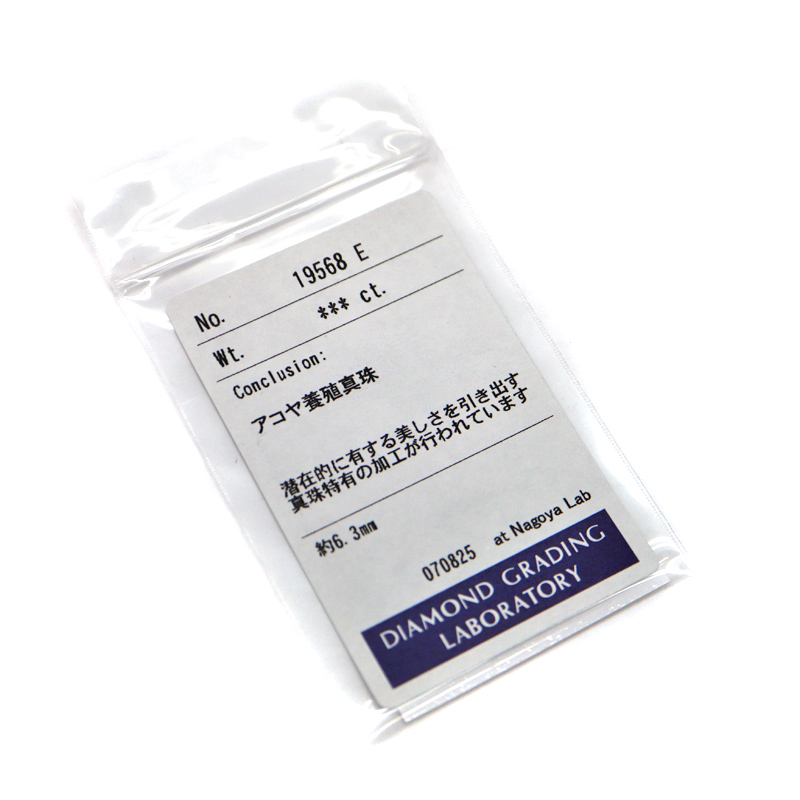 No. 19568 E
Wt. *** ct.
Conclusion:
アコヤ養殖真珠
潜在的に有する美しさを引き出す
真珠特有の加工が行われています
約6.3mm
070825 at Nagoya Lab
DIAMOND GRADING
LABORATORY